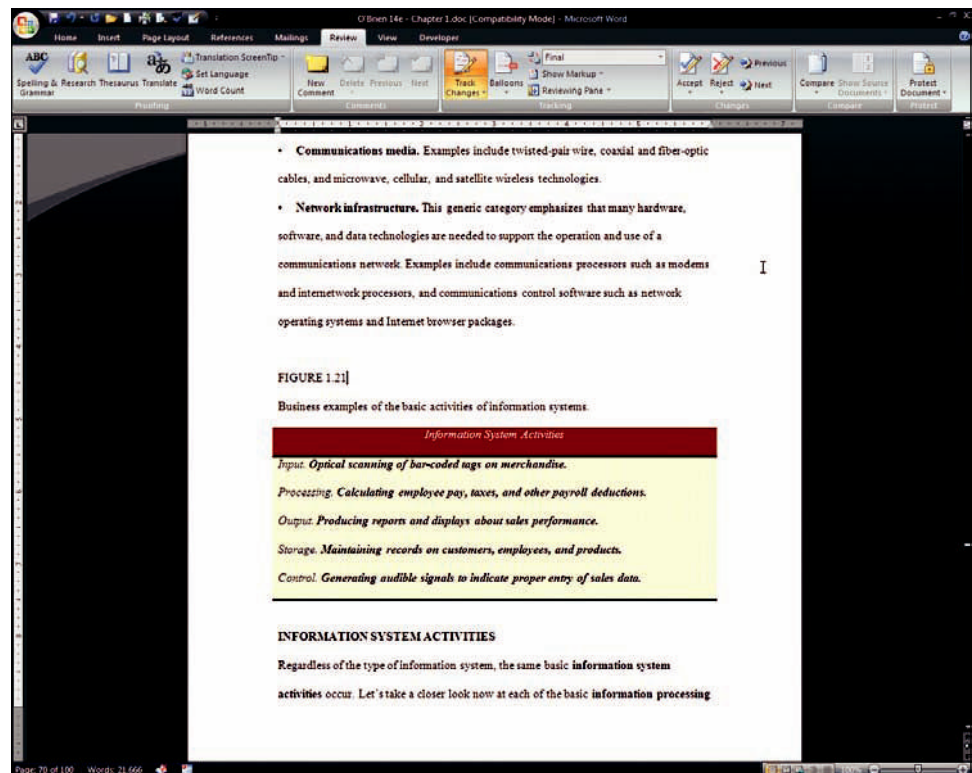 O'Brien 14e - Chapter 1.doc [Compatibility Mode] - Microsoft Word
Home Insert Page Layout References Mailings Review View Developer
ABC Spelling & Grammar Research Thesaurus Translate
Translation ScreenTip
Set Language
Word Count
Proofing
New Comment Delete Previous Next
Comments
Track Changes Balloons
Final
Show Markup
Reviewing Pane
Tracking
Accept Reject Previous
Next
Changes
Compare Show Source Documents
Compare
Protect Document
Protect
• Communications media. Examples include twisted-pair wire, coaxial and fiber-optic
cables, and microwave, cellular, and satellite wireless technologies.
• Network infrastructure. This generic category emphasizes that many hardware,
software, and data technologies are needed to support the operation and use of a
communications network. Examples include communications processors such as modems
and internetwork processors, and communications control software such as network
operating systems and Internet browser packages.
FIGURE 1.21
Business examples of the basic activities of information systems.
Information System Activities
Input. Optical scanning of bar-coded tags on merchandise.
Processing. Calculating employee pay, taxes, and other payroll deductions.
Output. Producing reports and displays about sales performance.
Storage. Maintaining records on customers, employees, and products.
Control. Generating audible signals to indicate proper entry of sales data.
INFORMATION SYSTEM ACTIVITIES
Regardless of the type of information system, the same basic information system
activities occur. Let's take a closer look now at each of the basic information processing
Page: 70 of 100 Words: 21,666
100%